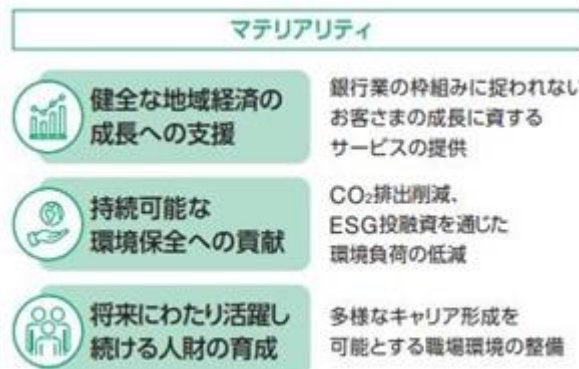 マテリアリティ
健全な地域経済の
成長への支援
銀行業の枠組みに捉われない
お客さまの成長に資する
サービスの提供
持続可能な
環境保全への貢献
CO₂排出削減、
ESG投融資を通じた
環境負荷の低減
将来にわたり活躍し
続ける人財の育成
多様なキャリア形成を
可能とする職場環境の整備